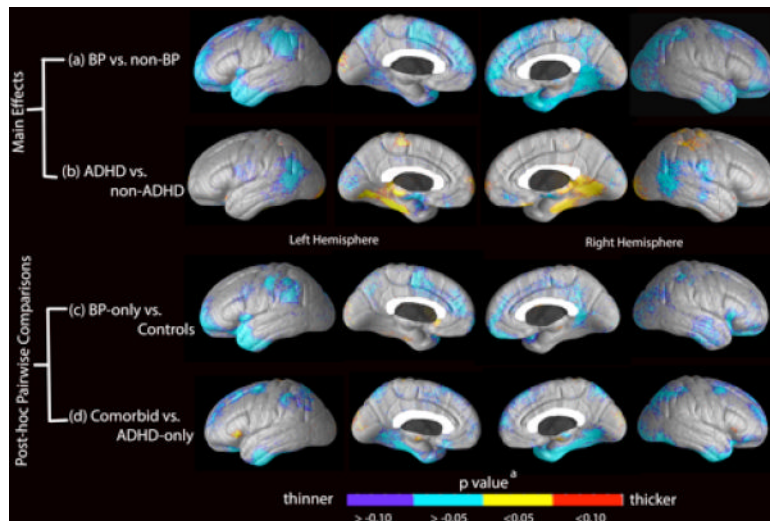 Main Effects
(a) BP vs. non-BP
(b) ADHD vs.
non-ADHD
Left Hemisphere
Right Hemisphere
Post-hoc Pairwise Comparisons
(c) BP-only vs.
Controls
(d) Comorbid vs.
ADHD-only
p value a
thinner
thicker
> -0.10 > -0.05 <0.05 <0.10